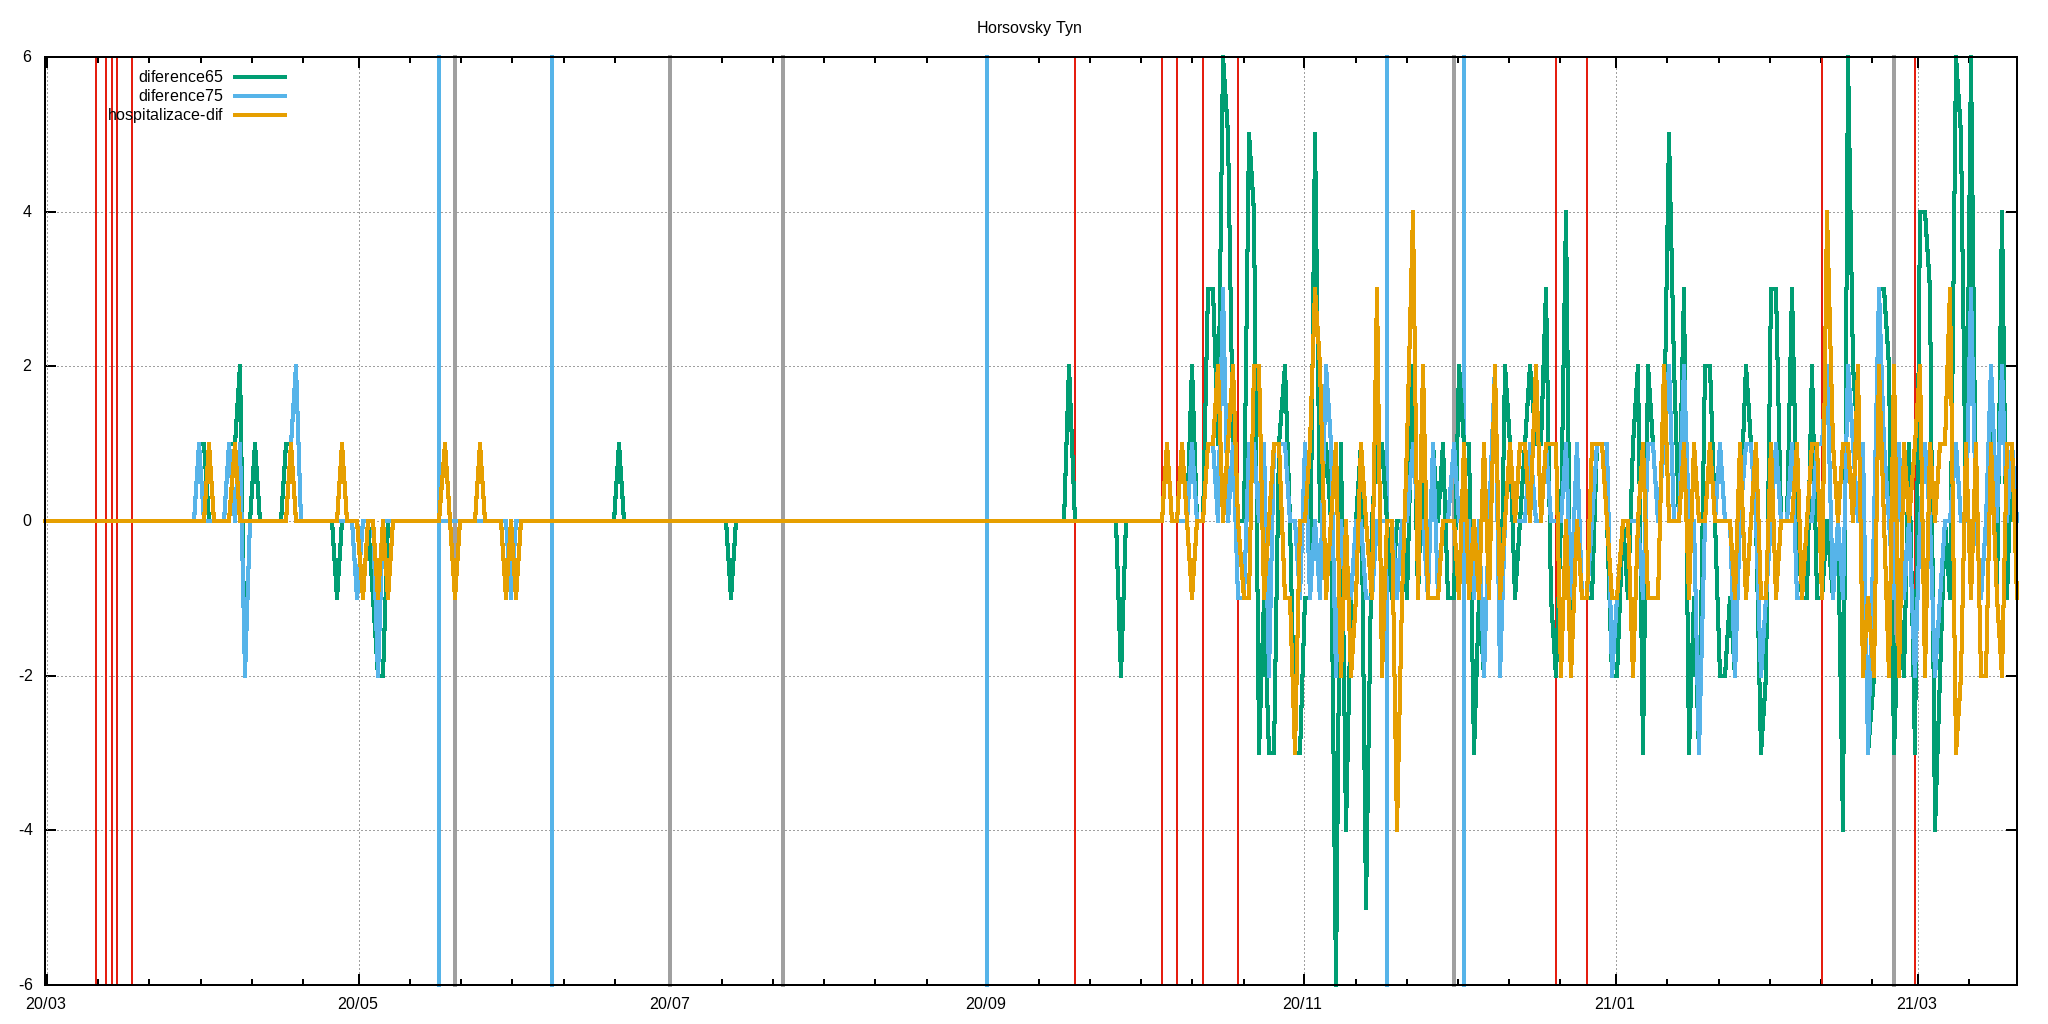 Horsovsky Tyn
diference65
diference75
hospitalizace-dif
6
4
2
0
-2
-4
-6
20/03 20/05 20/07 20/09 20/11 21/01 21/03